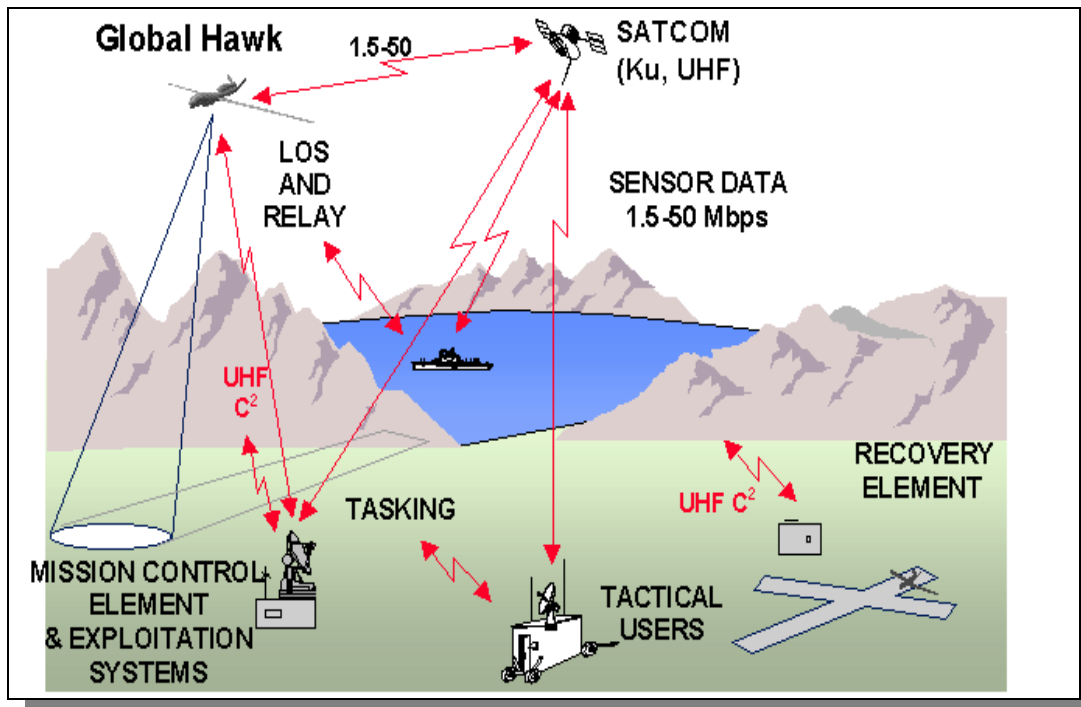 Global Hawk
1.5-50
SATCOM
(Ku, UHF)
LOS
AND
RELAY
SENSOR DATA
1.5-50 Mbps
UHF
C²
RECOVERY
ELEMENT
UHF C²
TASKING
MISSION CONTROL
ELEMENT
& EXPLOITATION
SYSTEMS
TACTICAL
USERS